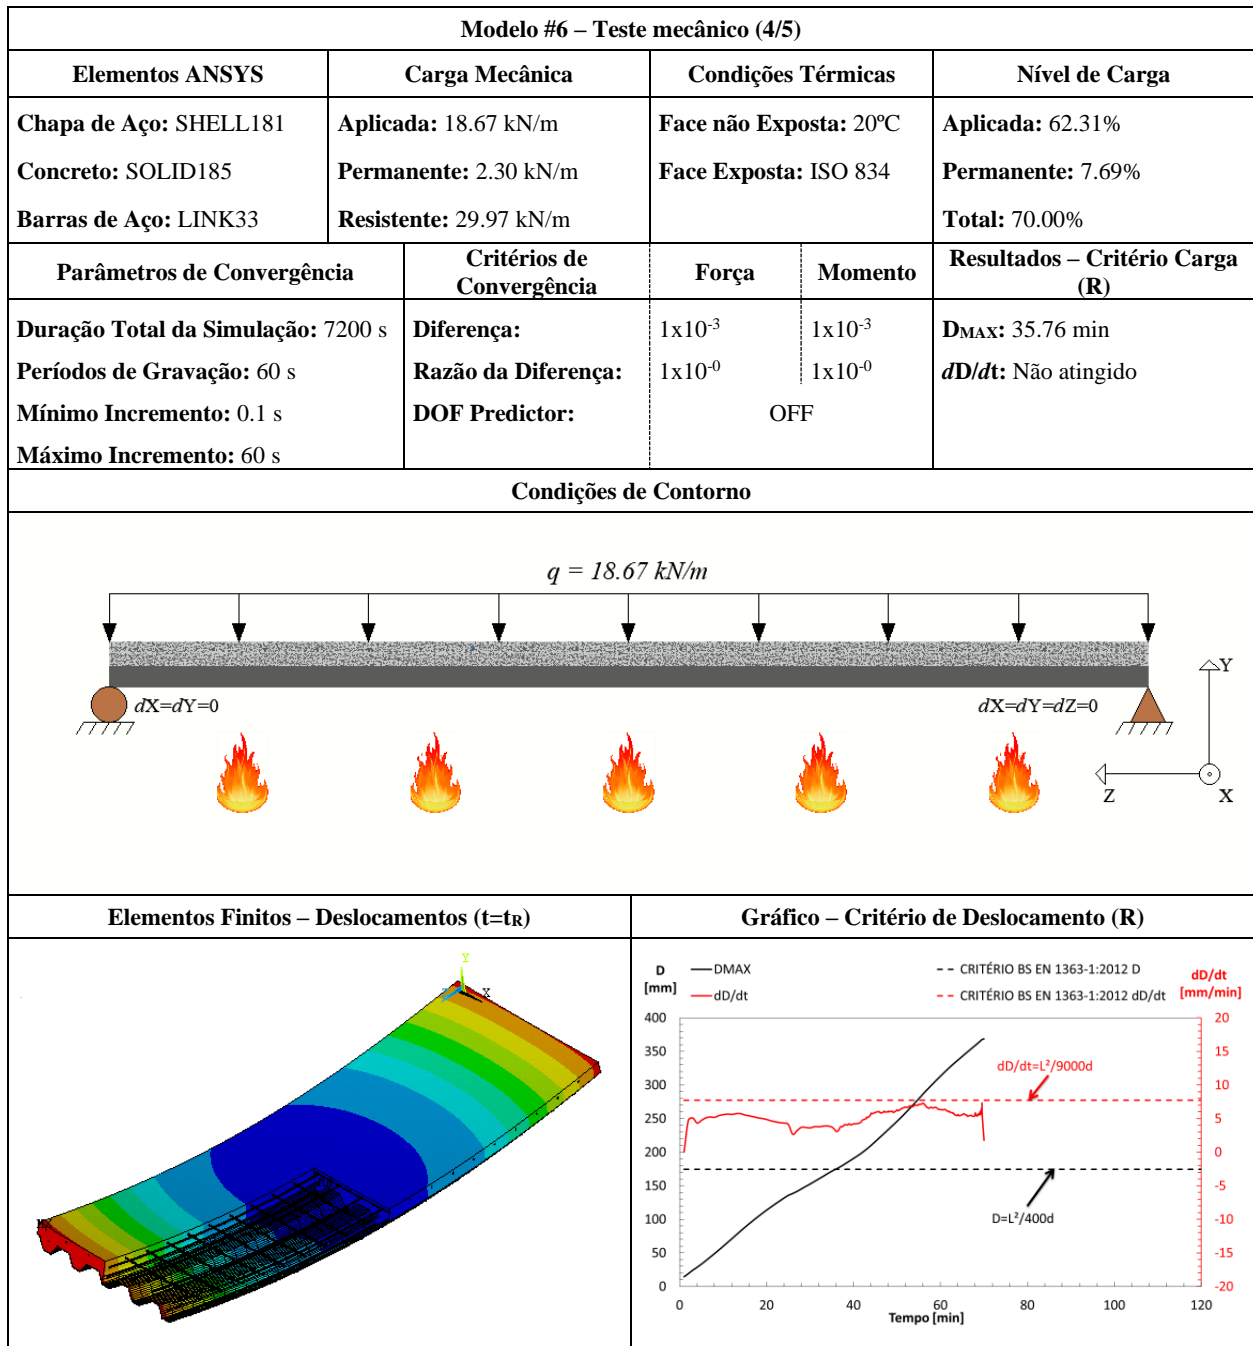 Modelo #6 – Teste mecânico (4/5)
Elementos ANSYS
Carga Mecânica
Condições Térmicas
Nível de Carga
Chapa de Aço: SHELL181
Concreto: SOLID185
Barras de Aço: LINK33
Aplicada: 18.67 kN/m
Permanente: 2.30 kN/m
Resistente: 29.97 kN/m
Face não Exposta: 20ºC
Face Exposta: ISO 834
Aplicada: 62.31%
Permanente: 7.69%
Total: 70.00%
Parâmetros de Convergência
Critérios de
Convergência
Força
Momento
Resultados – Critério Carga
(R)
Duração Total da Simulação: 7200 s
Períodos de Gravação: 60 s
Mínimo Incremento: 0.1 s
Máximo Incremento: 60 s
Diferença: 1x10⁻³ 1x10⁻³
Razão da Diferença: 1x10⁻⁰ 1x10⁻⁰
DOF Predictor: OFF
DMAX: 35.76 min
dD/dt: Não atingido
Condições de Contorno
q = 18.67 kN/m
dX=dY=0
dX=dY=dZ=0
Y
Z
X
Elementos Finitos – Deslocamentos (t=tR)
Gráfico – Critério de Deslocamento (R)
Y
X
D
[mm]
DMAX
dD/dt
CRITÉRIO BS EN 1363-1:2012 D
CRITÉRIO BS EN 1363-1:2012 dD/dt
dD/dt
[mm/min]
400
350
300
250
200
150
100
50
0
20
15
10
5
0
-5
-10
-15
-20
dD/dt=L²/9000d
D=L²/400d
0 20 40 60 80 100 120
Tempo [min]